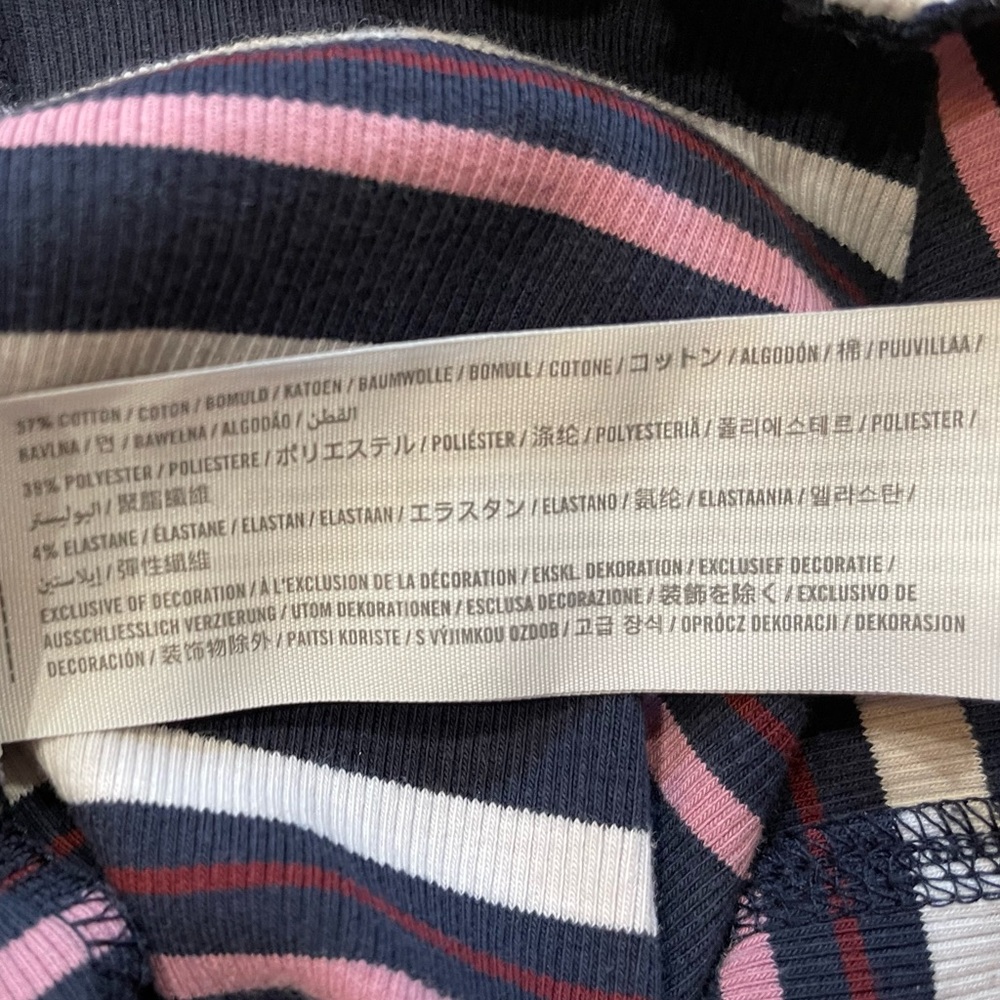 57% COTTON / COTON / BOMULD / KATOEN / BAUMWOLLE / BOMULL / COTONE / コットン / ALGODÓN / 棉 / PUUVILLAA /
BAVLNA / 면 / BAWEŁNA / ALGODÃO / القطن
39% POLYESTER / POLIESTERE / ポリエステル / POLIÉSTER / 涤纶 / POLYESTERIÄ / 폴리에스테르 / POLIESTER /
البوليستر / 聚脂纖維
4% ELASTANE / ÉLASTANE / ELASTAN / ELASTAAN / エラスタン / ELASTANO / 氨纶 / ELASTAANIA / 엘라스탄 /
إيلاستين / 彈性纖維
EXCLUSIVE OF DECORATION / À L'EXCLUSION DE LA DÉCORATION / EKSKL. DEKORATION / EXCLUSIEF DECORATIE /
AUSSCHLIESSLICH VERZIERUNG / UTOM DEKORATIONEN / ESCLUSA DECORAZIONE / 装飾を除く / EXCLUSIVO DE
DECORACIÓN / 装饰物除外 / PAITSI KORISTE / S VÝJIMKOU OZDOB / 고급 장식 / OPRÓCZ DEKORACJI / DEKORASJON